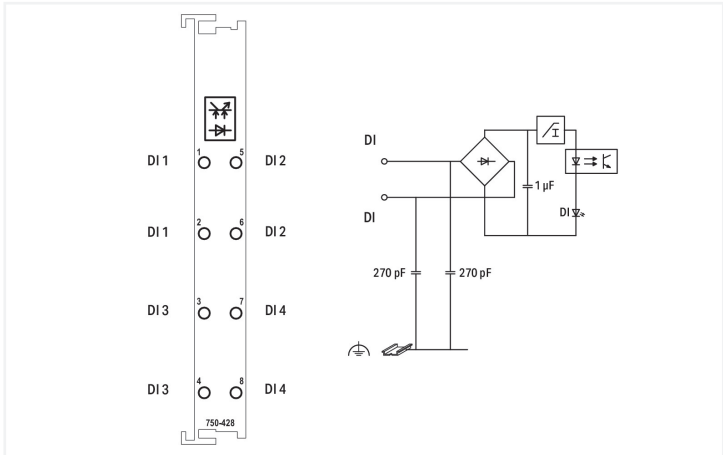 1 5
DI 1 DI 2
2 6
DI 1 DI 2
3 7
DI 3 DI 4
4 8
DI 3 DI 4
750-428
DI
DI
1 µF
DI
270 pF 270 pF